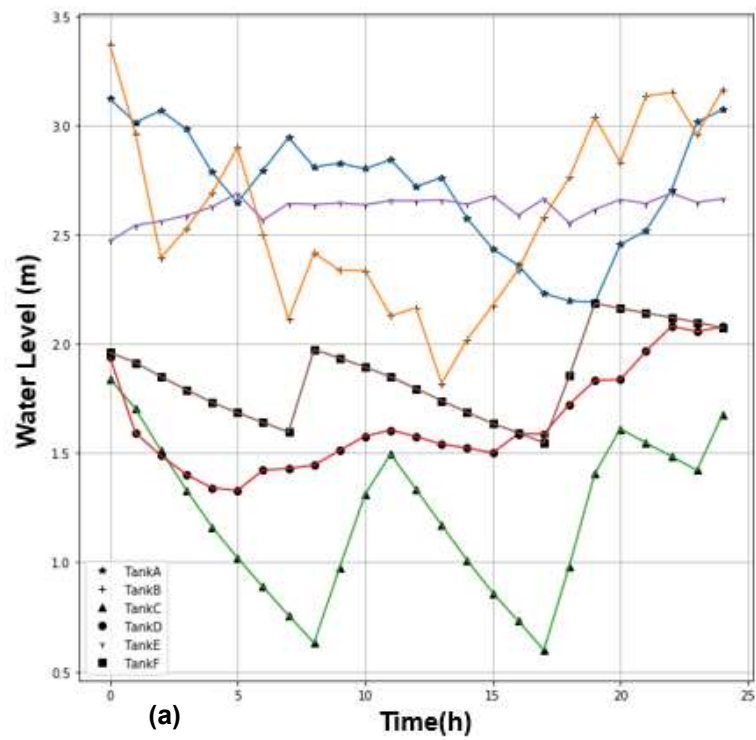 3.5
3.0
2.5
2.0
1.5
1.0
0.5
Water Level (m)
TankA
TankB
TankC
TankD
TankE
TankF
0 5 10 15 20 25
(a) Time(h)